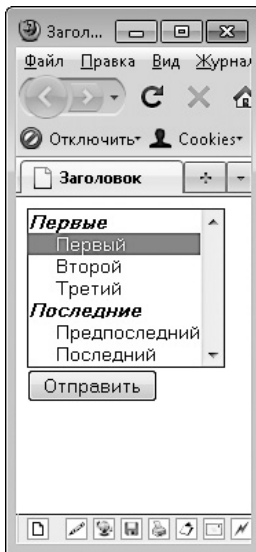 Загол...
Файл Правка Вид Журнал
Отключить Cookies
Заголовок
Первые
Первый
Второй
Третий
Последние
Предпоследний
Последний
Отправить